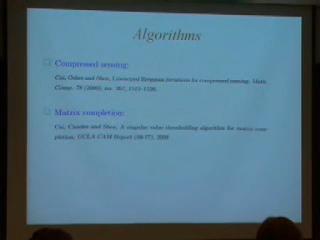 Algorithms
Compressed sensing:
Cai, Osher and Shen, Linearized Bregman iterations for compressed sensing, Math.
Comp. 78 (2009), no. 267, 1515–1536.
Matrix completion:
Cai, Candes and Shen, A singular value thresholding algorithm for matrix com-
pletion, UCLA CAM Report (08-77), 2008